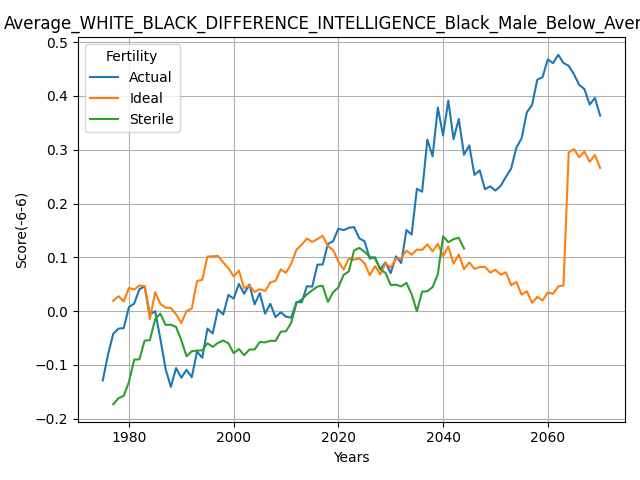 Average_WHITE_BLACK_DIFFERENCE_INTELLIGENCE_Black_Male_Below_Aver
0.5
0.4
0.3
0.2
0.1
0.0
−0.1
−0.2
Score(-6-6)
Fertility
Actual
Ideal
Sterile
1980
2000
2020
2040
2060
Years